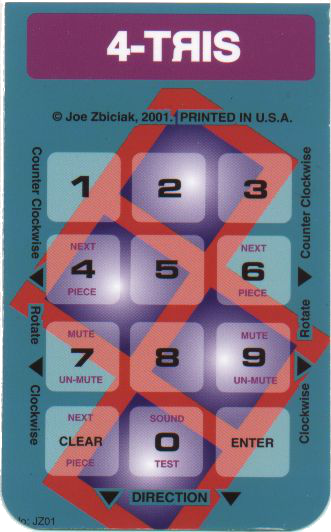 4-TЯIS
© Joe Zbiciak, 2001. PRINTED IN U.S.A.
Counter Clockwise
Counter Clockwise
1 2 3
NEXT NEXT
4 5 6
PIECE PIECE
Rotate
Rotate
MUTE MUTE
7 8 9
UN-MUTE UN-MUTE
Clockwise
Clockwise
NEXT SOUND
CLEAR 0 ENTER
PIECE TEST
DIRECTION
JZ01